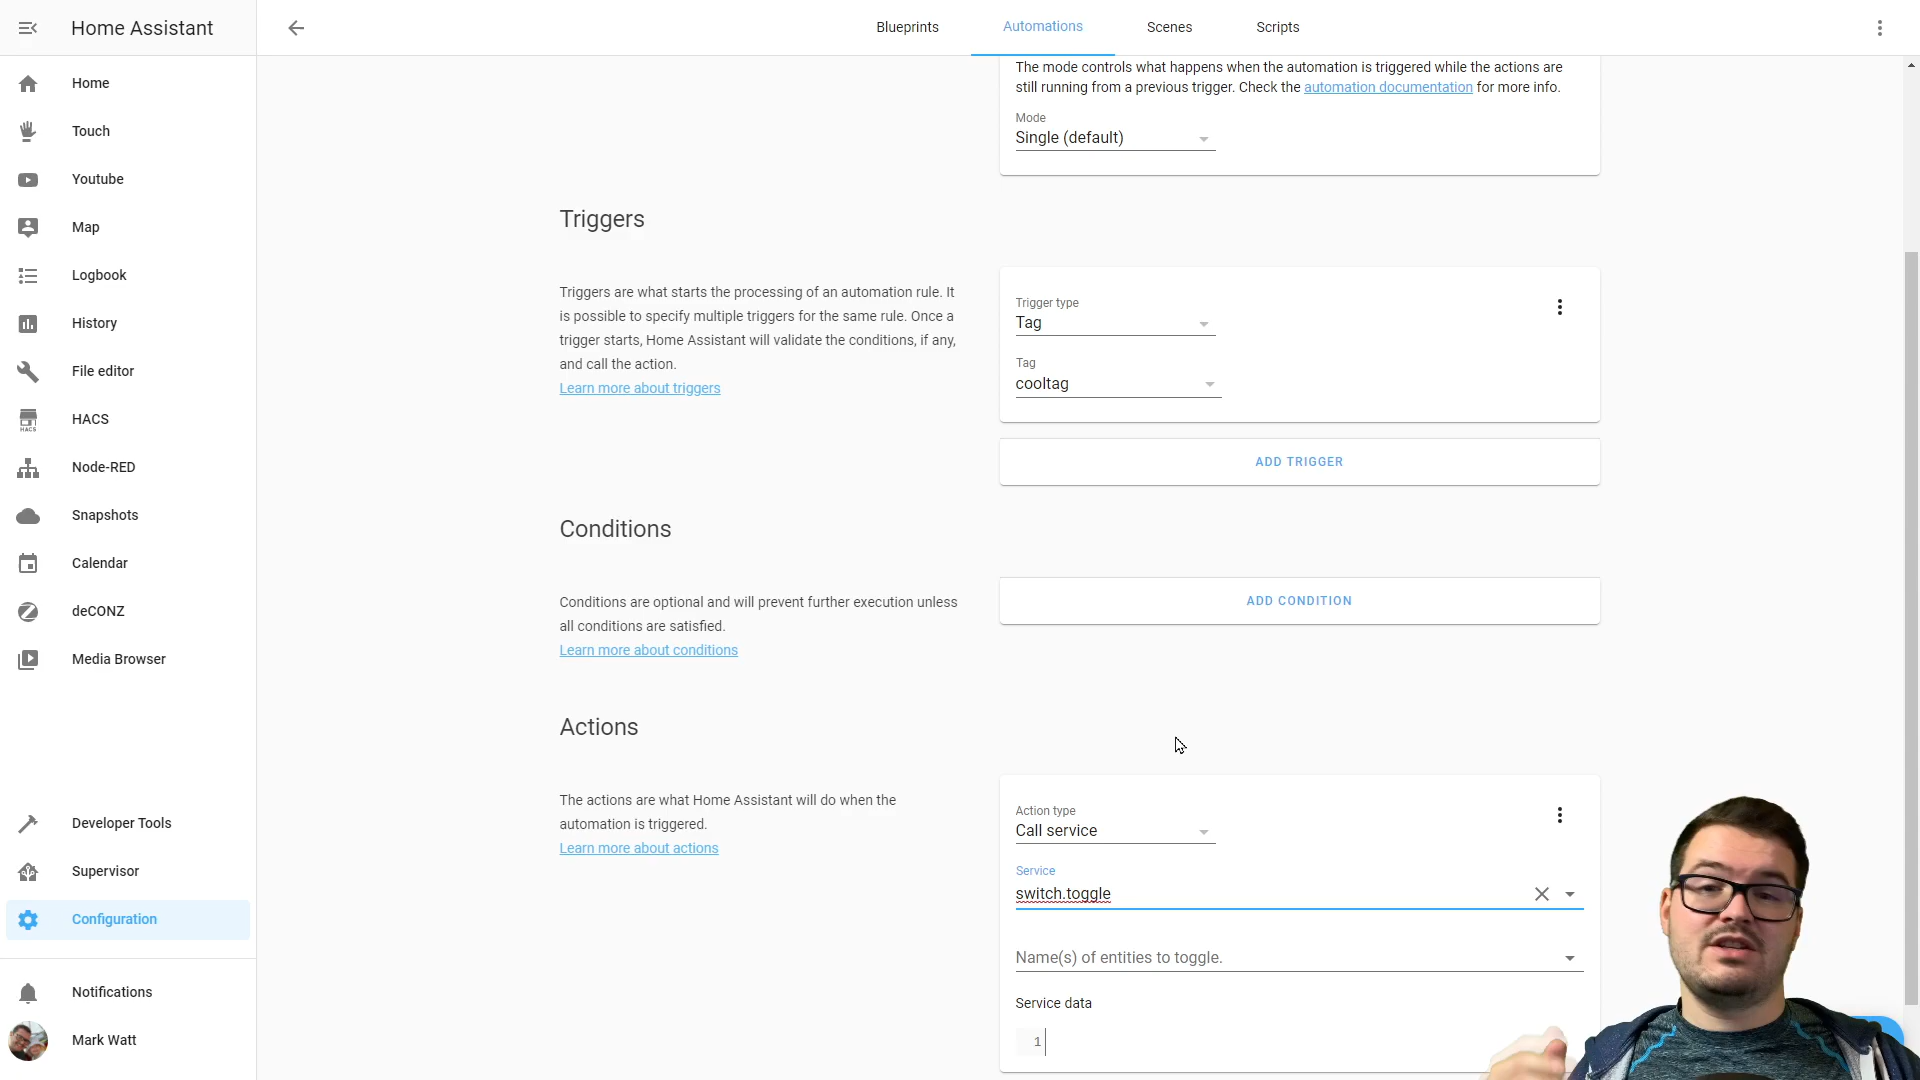 Home Assistant
Blueprints
Automations
Scenes
Scripts
Home
Touch
Youtube
Map
Logbook
History
File editor
HACS
HACS
Node-RED
Snapshots
Calendar
deCONZ
Media Browser
Developer Tools
Supervisor
Configuration
Notifications
Mark Watt
The mode controls what happens when the automation is triggered while the actions are
still running from a previous trigger. Check the automation documentation for more info.
Mode
Single (default)
Triggers
Triggers are what starts the processing of an automation rule. It
is possible to specify multiple triggers for the same rule. Once a
trigger starts, Home Assistant will validate the conditions, if any,
and call the action.
Learn more about triggers
Trigger type
Tag
Tag
cooltag
ADD TRIGGER
Conditions
Conditions are optional and will prevent further execution unless
all conditions are satisfied.
Learn more about conditions
ADD CONDITION
Actions
The actions are what Home Assistant will do when the
automation is triggered.
Learn more about actions
Action type
Call service
Service
switch.toggle
Name(s) of entities to toggle.
Service data
1